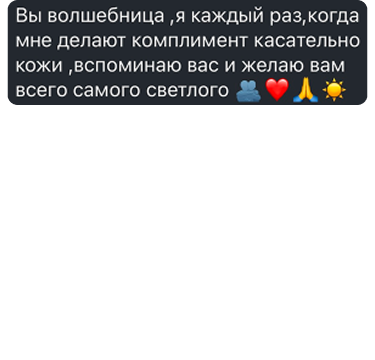 Вы волшебница ,я каждый раз,когда
мне делают комплимент касательно
кожи ,вспоминаю вас и желаю вам
всего самого светлого 🫂❤️🙏☀️